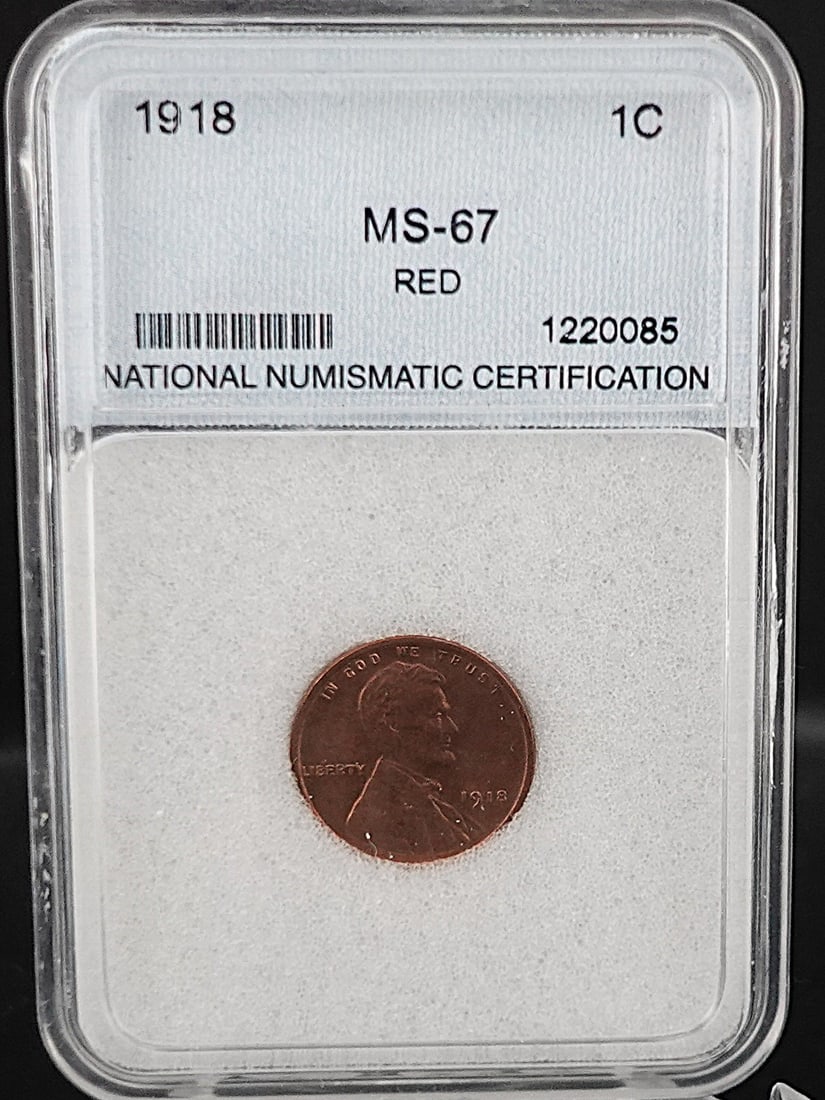 1918 1C
MS-67
RED
1220085
NATIONAL NUMISMATIC CERTIFICATION
IN GOD WE TRUST
LIBERTY
1918